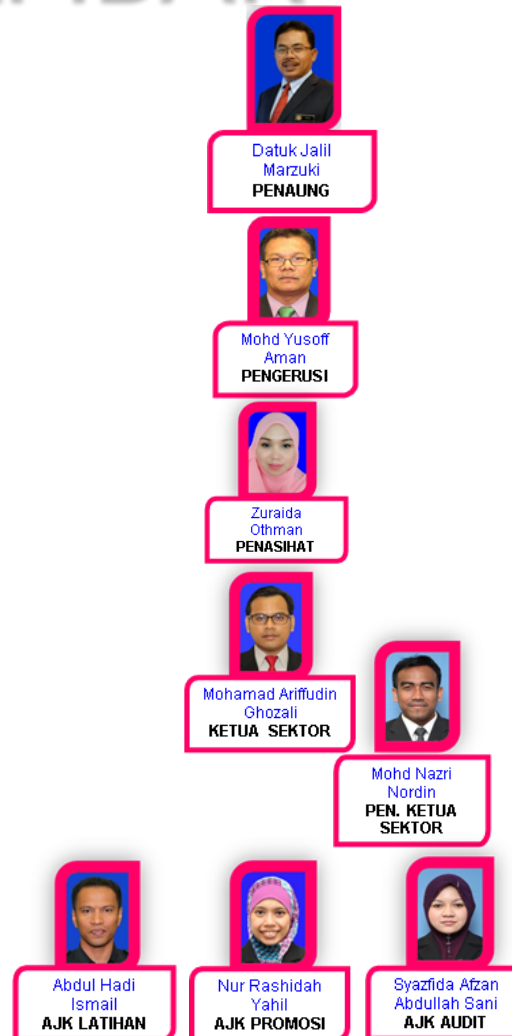 Datuk Jalil
Marzuki
PENAUNG
Mohd Yusoff
Aman
PENGERUSI
Zuraida
Othman
PENASIHAT
Mohamad Ariffudin
Ghozali
KETUA SEKTOR
Mohd Nazri
Nordin
PEN. KETUA
SEKTOR
Abdul Hadi
Ismail
AJK LATIHAN
Nur Rashidah
Yahil
AJK PROMOSI
Syazfida Afzan
Abdullah Sani
AJK AUDIT